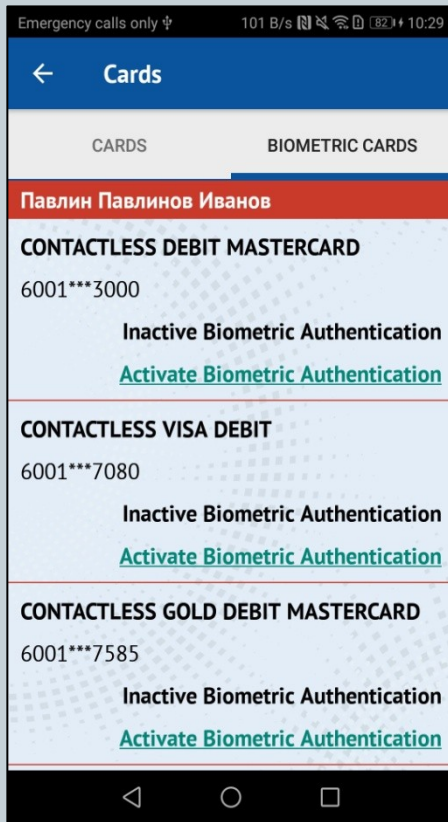 Emergency calls only 101 B/s 82 10:29
Cards
CARDS BIOMETRIC CARDS
Павлин Павлинов Иванов
CONTACTLESS DEBIT MASTERCARD
6001***3000
Inactive Biometric Authentication
Activate Biometric Authentication
CONTACTLESS VISA DEBIT
6001***7080
Inactive Biometric Authentication
Activate Biometric Authentication
CONTACTLESS GOLD DEBIT MASTERCARD
6001***7585
Inactive Biometric Authentication
Activate Biometric Authentication